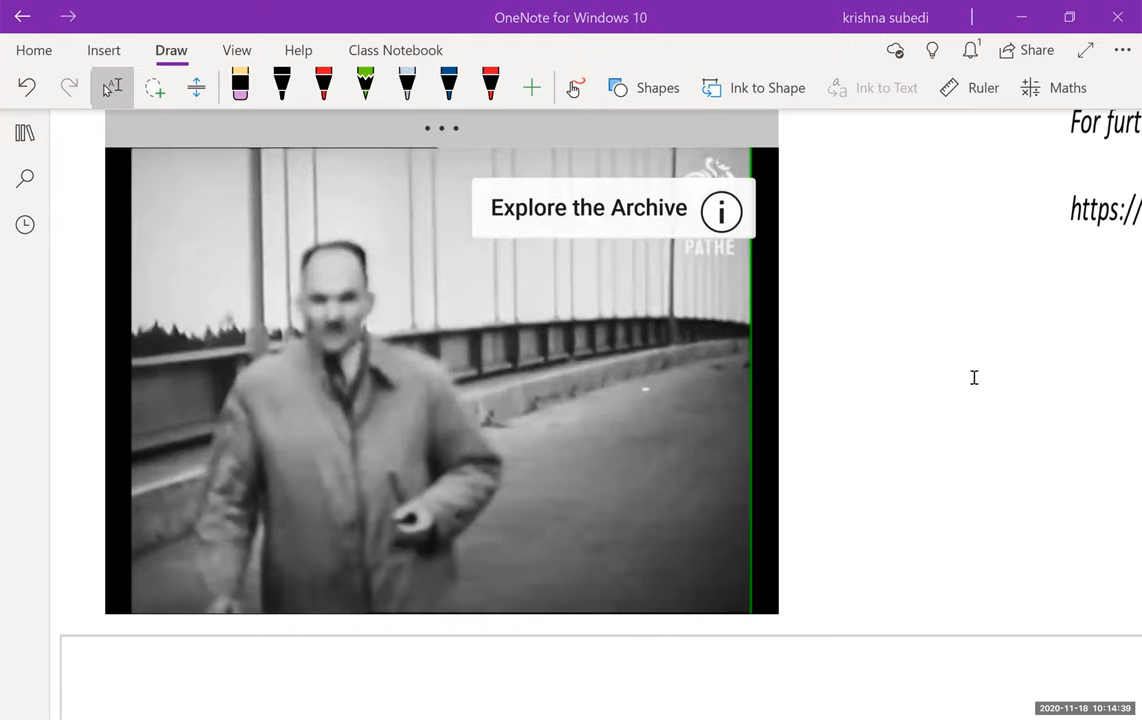 OneNote for Windows 10
krishna subedi
Home
Insert
Draw
View
Help
Class Notebook
1
Share
Shapes
Ink to Shape
Ink to Text
Ruler
Maths
For furt
Explore the Archive
https://
PATHE
2020-11-18 10:14:39